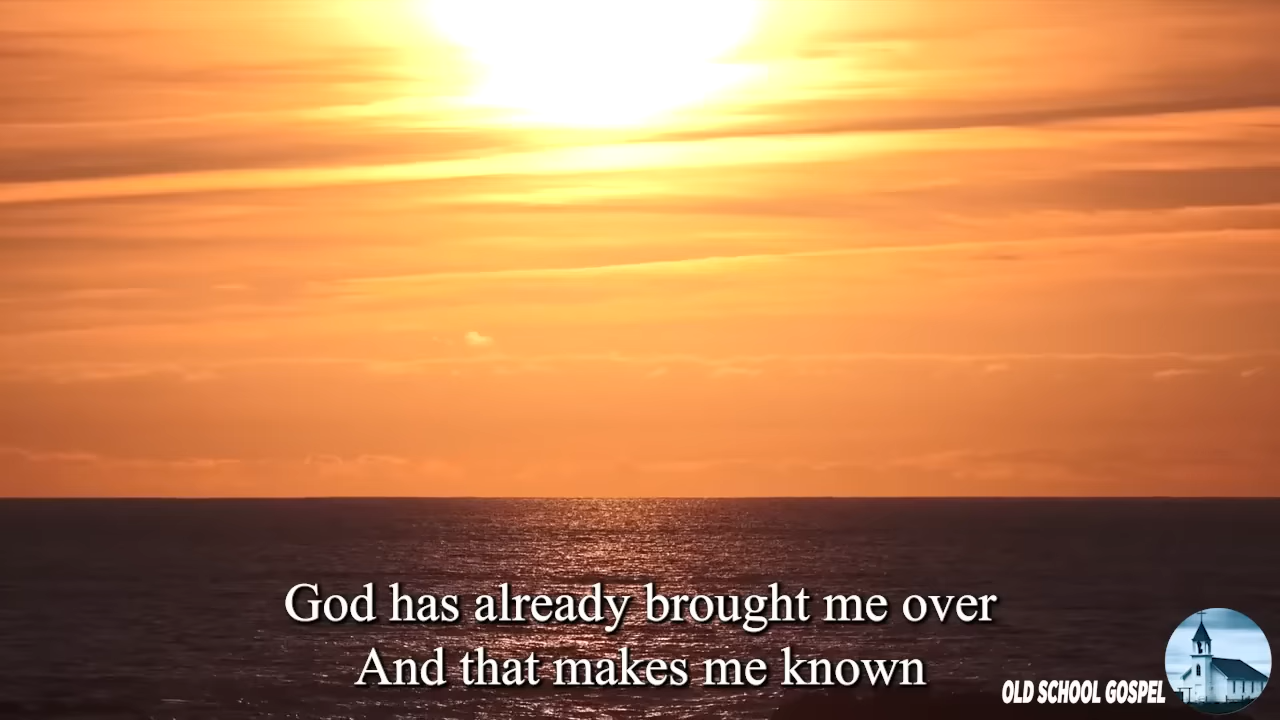 God has already brought me over
And that makes me known
OLD SCHOOL GOSPEL